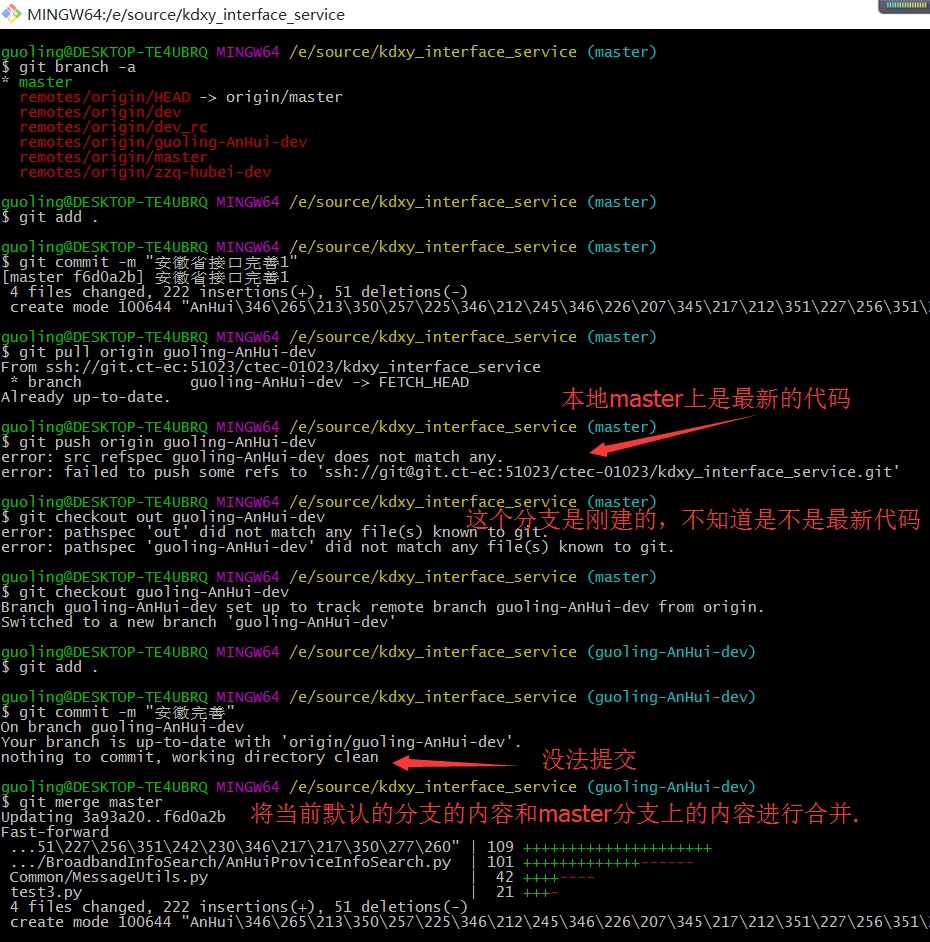 MINGW64:/e/source/kdxy_interface_service
guoling@DESKTOP-TE4UBRQ MINGW64 /e/source/kdxy_interface_service (master)
$ git branch -a
* master
remotes/origin/HEAD -> origin/master
remotes/origin/dev
remotes/origin/dev_rc
remotes/origin/guoling-AnHui-dev
remotes/origin/master
remotes/origin/zzq-hubei-dev
guoling@DESKTOP-TE4UBRQ MINGW64 /e/source/kdxy_interface_service (master)
$ git add .
guoling@DESKTOP-TE4UBRQ MINGW64 /e/source/kdxy_interface_service (master)
$ git commit -m "安徽省接口完善1"
[master f6d0a2b] 安徽省接口完善1
4 files changed, 222 insertions(+), 51 deletions(-)
create mode 100644 "AnHui\346\265\213\350\257\225\346\212\245\346\226\207\345\217\212\351\227\256\351\
guoling@DESKTOP-TE4UBRQ MINGW64 /e/source/kdxy_interface_service (master)
$ git pull origin guoling-AnHui-dev
From ssh://git.ct-ec:51023/ctec-01023/kdxy_interface_service
* branch guoling-AnHui-dev -> FETCH_HEAD
Already up-to-date.
本地master上是最新的代码
guoling@DESKTOP-TE4UBRQ MINGW64 /e/source/kdxy_interface_service (master)
$ git push origin guoling-AnHui-dev
error: src refspec guoling-AnHui-dev does not match any.
error: failed to push some refs to 'ssh://git@git.ct-ec:51023/ctec-01023/kdxy_interface_service.git'
guoling@DESKTOP-TE4UBRQ MINGW64 /e/source/kdxy_interface_service (master)
$ git checkout out guoling-AnHui-dev
这个分支是刚建的，不知道是不是最新代码
error: pathspec 'out' did not match any file(s) known to git.
error: pathspec 'guoling-AnHui-dev' did not match any file(s) known to git.
guoling@DESKTOP-TE4UBRQ MINGW64 /e/source/kdxy_interface_service (master)
$ git checkout guoling-AnHui-dev
Branch guoling-AnHui-dev set up to track remote branch guoling-AnHui-dev from origin.
Switched to a new branch 'guoling-AnHui-dev'
guoling@DESKTOP-TE4UBRQ MINGW64 /e/source/kdxy_interface_service (guoling-AnHui-dev)
$ git add .
guoling@DESKTOP-TE4UBRQ MINGW64 /e/source/kdxy_interface_service (guoling-AnHui-dev)
$ git commit -m "安徽完善"
On branch guoling-AnHui-dev
Your branch is up-to-date with 'origin/guoling-AnHui-dev'.
nothing to commit, working directory clean
没法提交
guoling@DESKTOP-TE4UBRQ MINGW64 /e/source/kdxy_interface_service (guoling-AnHui-dev)
$ git merge master
Updating 3a93a20..f6d0a2b
将当前默认的分支的内容和master分支上的内容进行合并.
Fast-forward
...51\227\256\351\242\230\346\217\217\350\277\260" | 109 ++++++++++++++++++++++
.../BroadbandInfoSearch/AnHuiProviceInfoSearch.py | 101 +++++++++++++------
Common/MessageUtils.py | 42 ++++----
test3.py | 21 +++-
4 files changed, 222 insertions(+), 51 deletions(-)
create mode 100644 "AnHui\346\265\213\350\257\225\346\212\245\346\226\207\345\217\212\351\227\256\351\